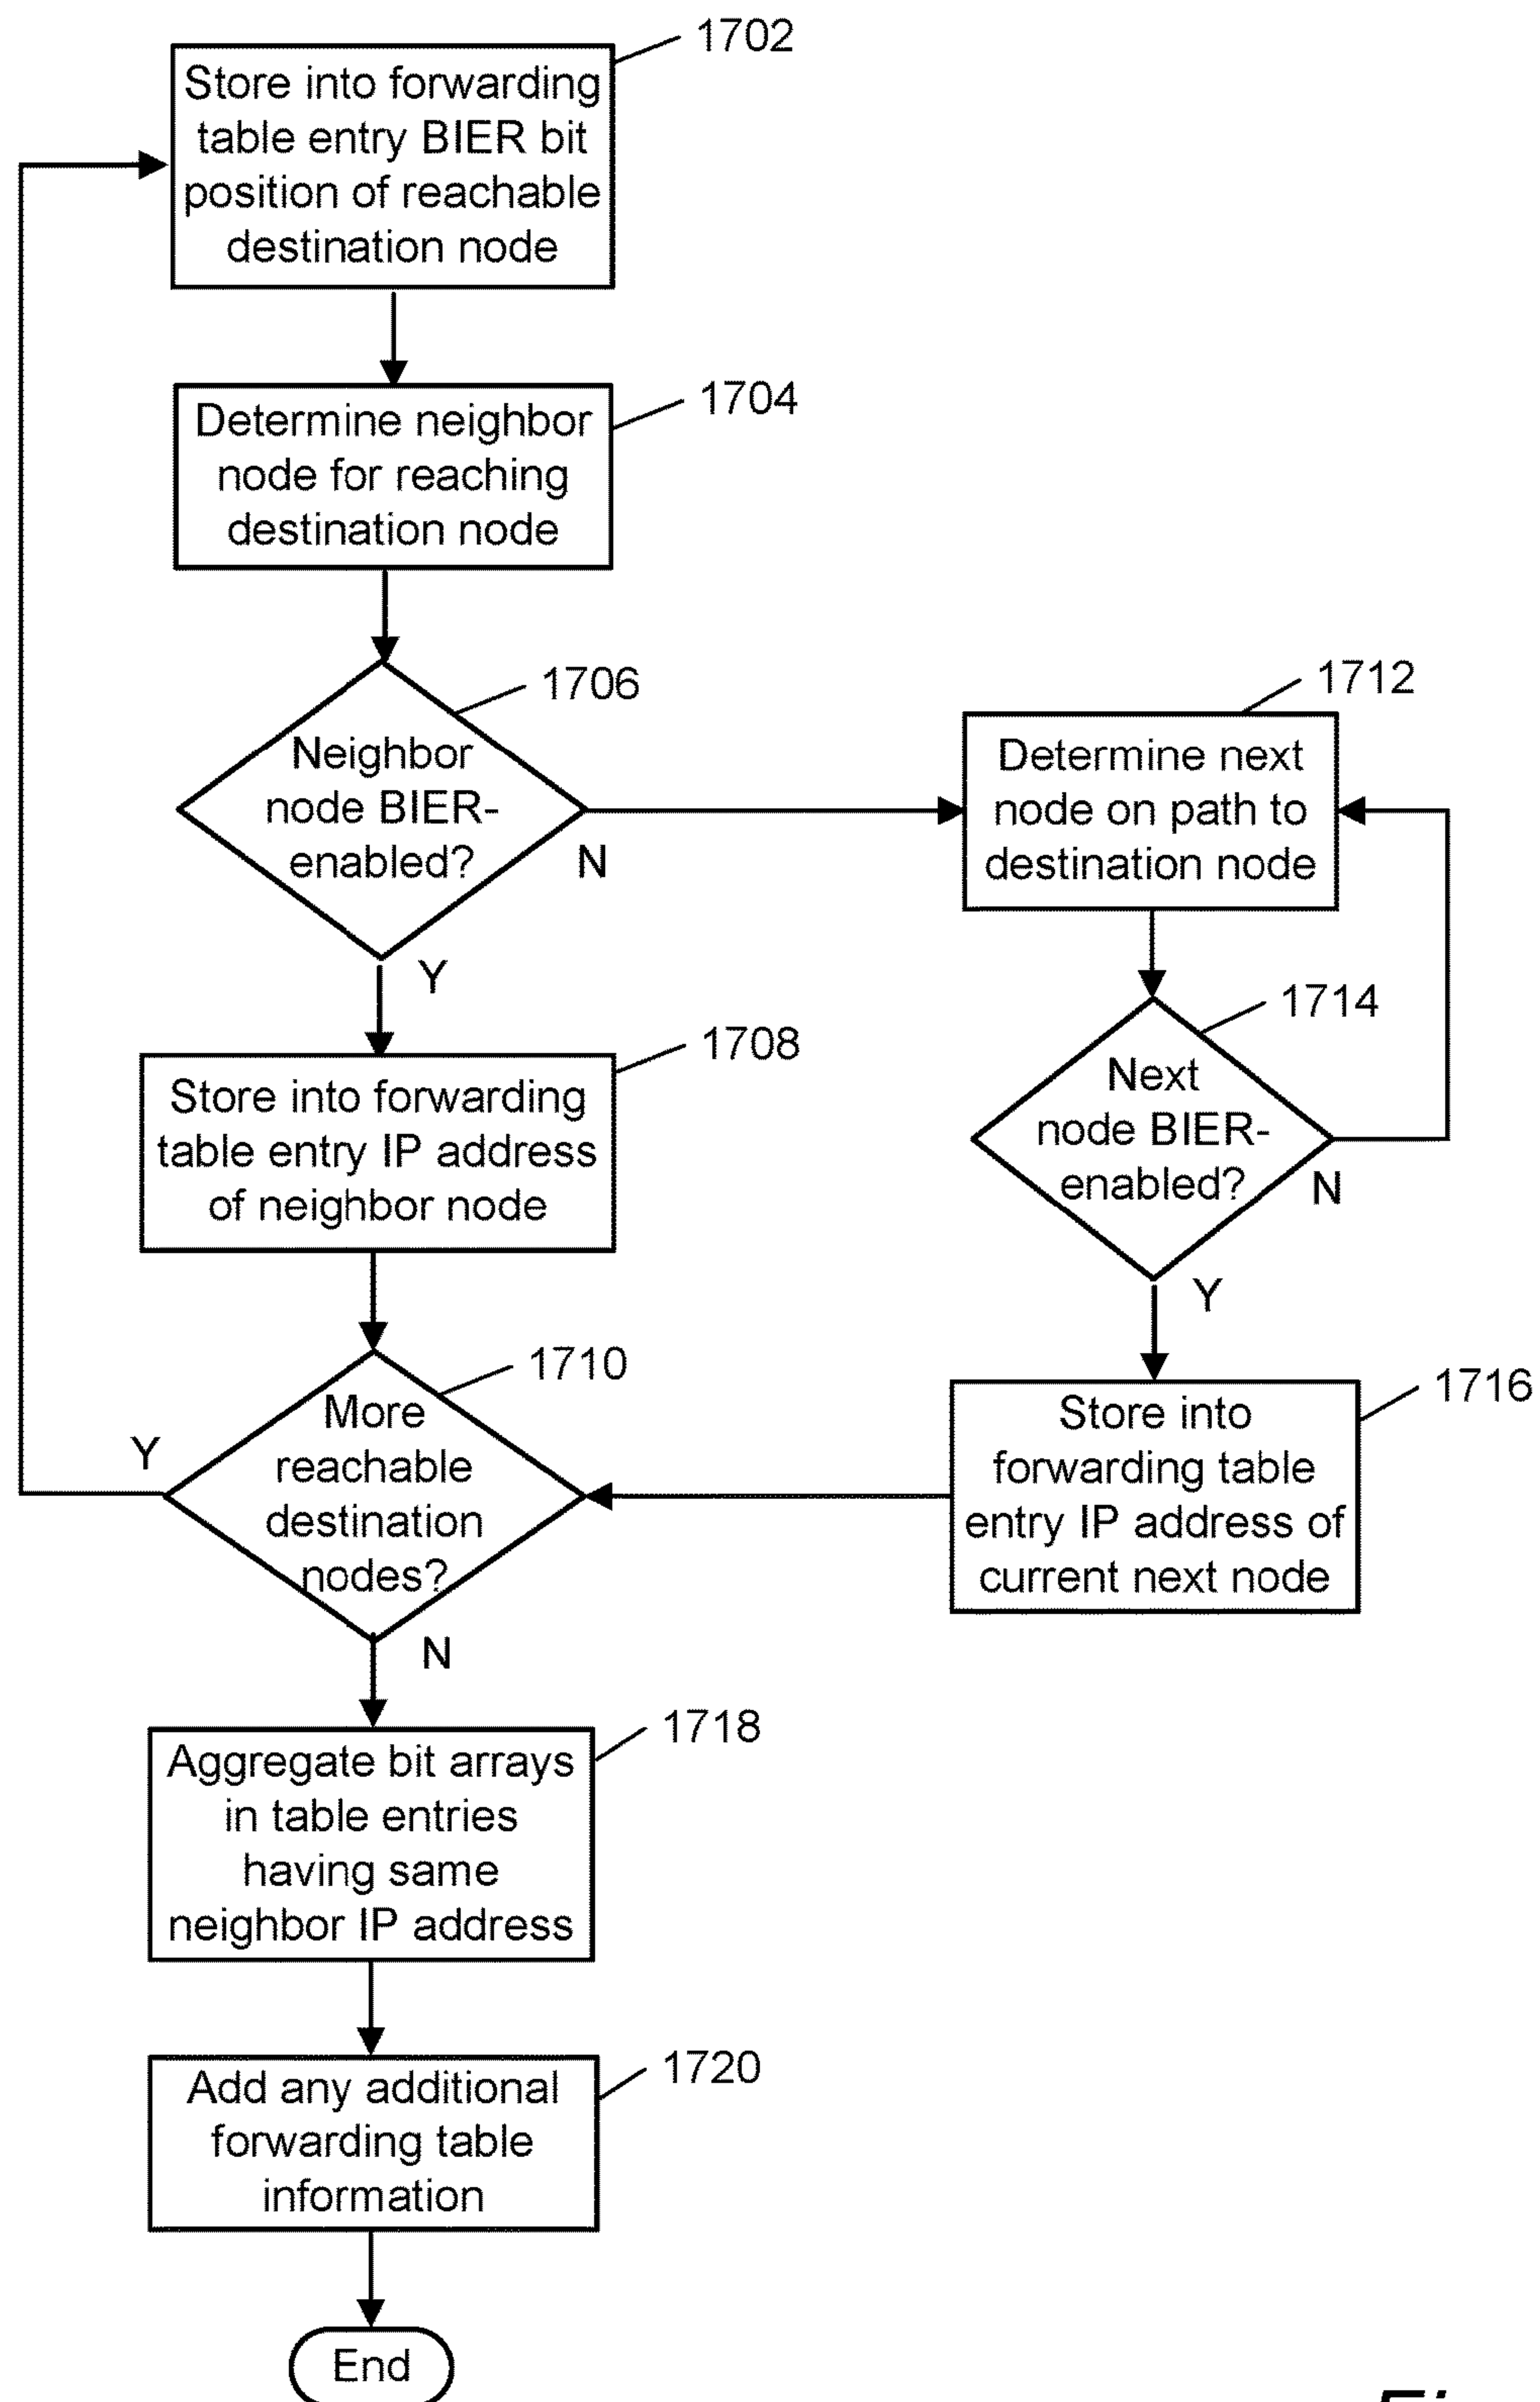 1702
Store into forwarding
table entry BIER bit
position of reachable
destination node
1704
Determine neighbor
node for reaching
destination node
1706
Neighbor
node BIER-
enabled?
N
Y
1712
Determine next
node on path to
destination node
1714
Next
node BIER-
enabled?
N
Y
1708
Store into forwarding
table entry IP address
of neighbor node
1710
More
reachable
destination
nodes?
Y
N
1716
Store into
forwarding table
entry IP address of
current next node
1718
Aggregate bit arrays
in table entries
having same
neighbor IP address
1720
Add any additional
forwarding table
information
End